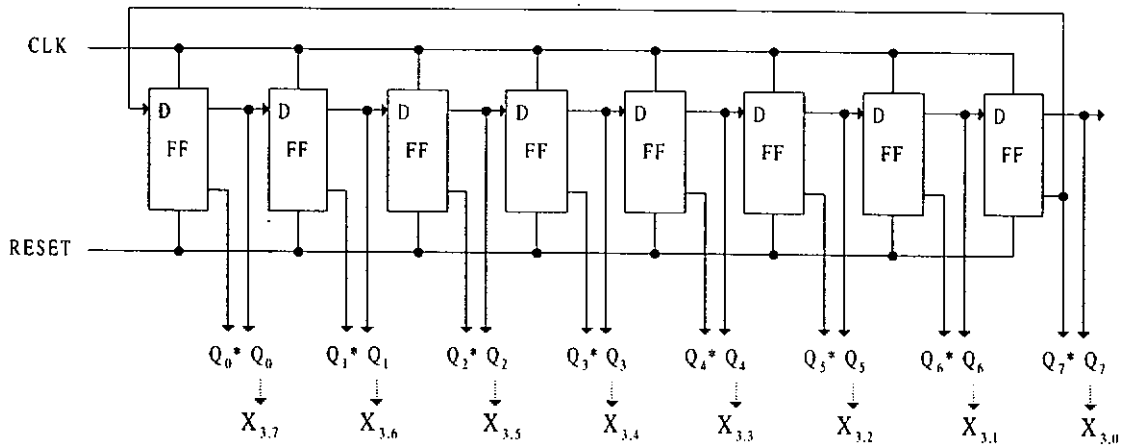 CLK
D D D D D D D D
FF FF FF FF FF FF FF FF
RESET
Q₀* Q₀ Q₁* Q₁ Q₂* Q₂ Q₃* Q₃ Q₄* Q₄ Q₅* Q₅ Q₆* Q₆ Q₇* Q₇
X₃.₇ X₃.₆ X₃.₅ X₃.₄ X₃.₃ X₃.₂ X₃.₁ X₃.₀